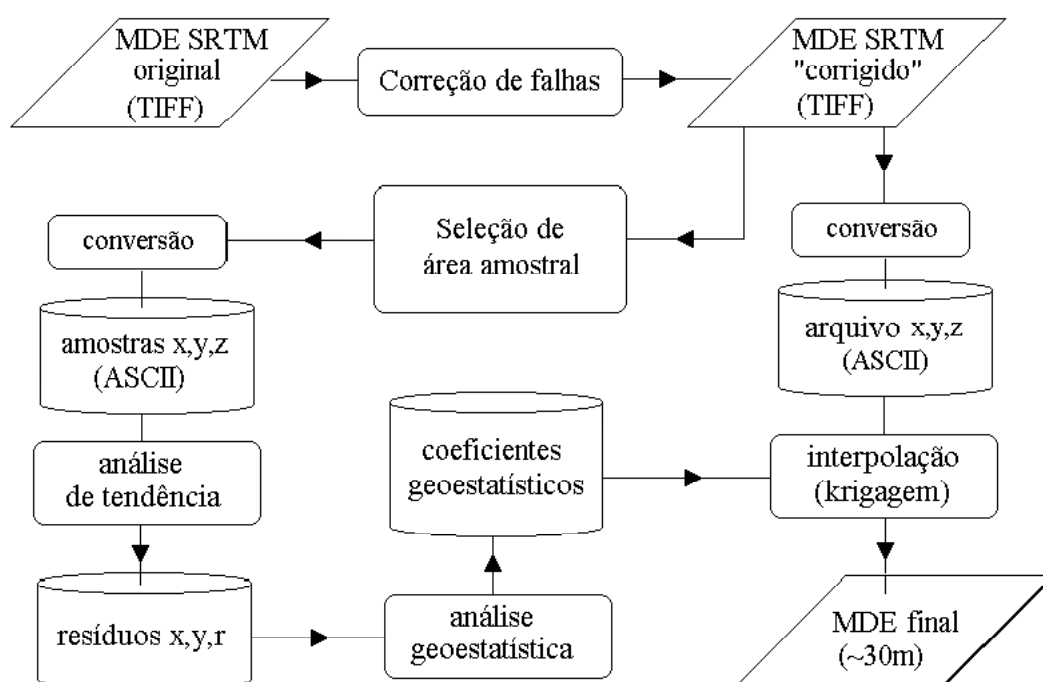 MDE SRTM
original
(TIFF)
Correção de falhas
MDE SRTM
"corrigido"
(TIFF)
conversão
Seleção de
área amostral
conversão
amostras x,y,z
(ASCII)
arquivo x,y,z
(ASCII)
análise
de tendência
coeficientes
geoestatísticos
interpolação
(krigagem)
resíduos x,y,r
análise
geoestatística
MDE final
(~30m)